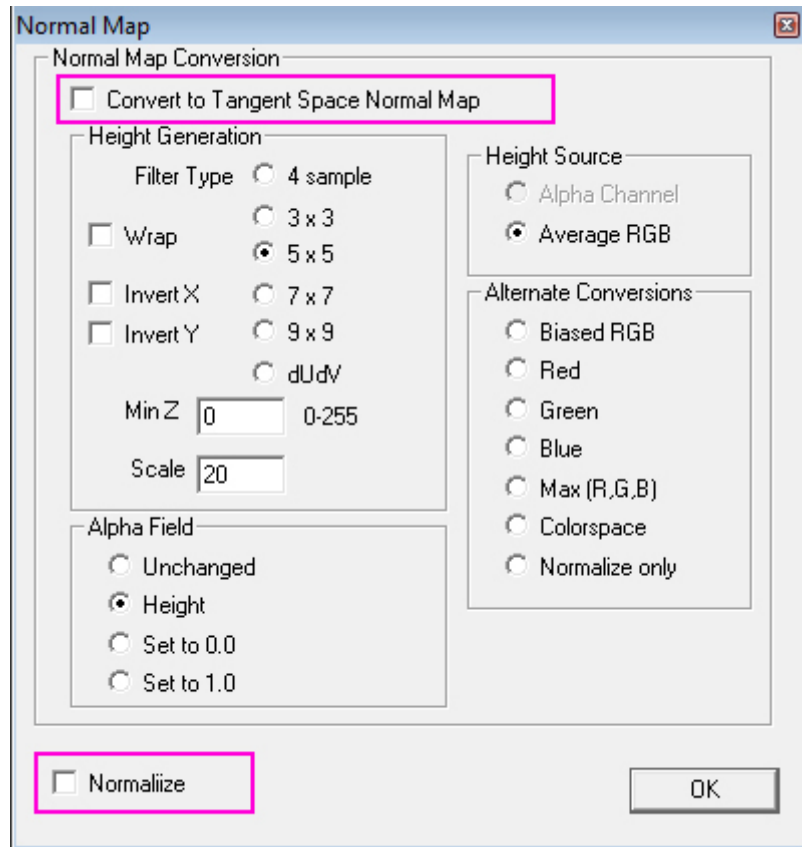 Normal Map
Normal Map Conversion
Convert to Tangent Space Normal Map
Height Generation
Filter Type
4 sample
3 x 3
Wrap
5 x 5
Invert X
7 x 7
Invert Y
9 x 9
dUdV
Min Z
0
0-255
Scale
20
Height Source
Alpha Channel
Average RGB
Alternate Conversions
Biased RGB
Red
Green
Blue
Max (R,G,B)
Colorspace
Normalize only
Alpha Field
Unchanged
Height
Set to 0.0
Set to 1.0
Normaliize
OK